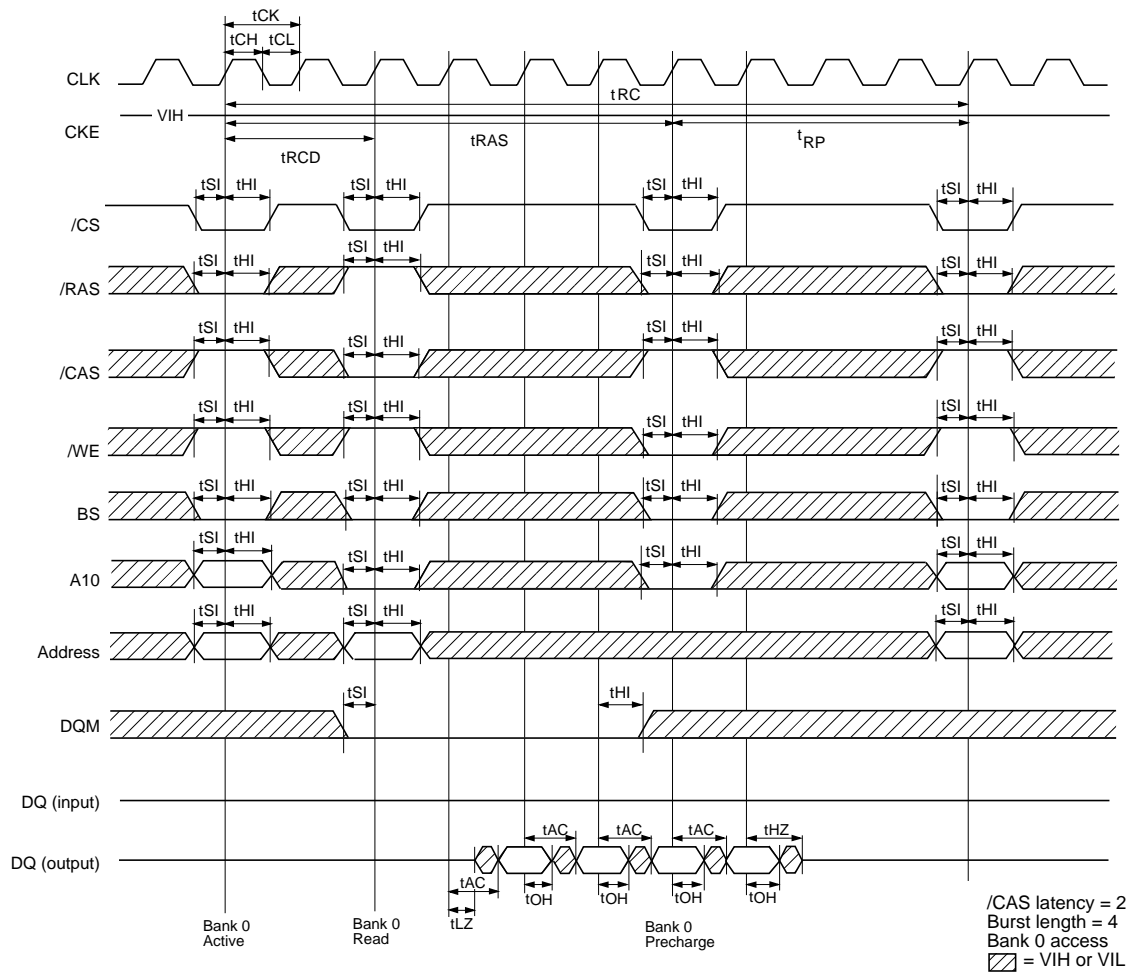 tCK
tCH tCL
CLK
tRC
VIH
CKE
tRAS
tRP
tRCD
tSI tHI tSI tHI tSI tHI tSI tHI
/CS
tSI tHI tSI tHI tSI tHI tSI tHI
/RAS
tSI tHI tSI tHI tSI tHI tSI tHI
/CAS
tSI tHI tSI tHI tSI tHI tSI tHI
/WE
tSI tHI tSI tHI tSI tHI tSI tHI
BS
tSI tHI tSI tHI tSI tHI tSI tHI
A10
tSI tHI tSI tHI tSI tHI
Address
tSI tHI
DQM
DQ (input)
tAC tAC tAC tHZ
DQ (output)
tAC
tOH tOH tOH tOH
tLZ
Bank 0
Active
Bank 0
Read
Bank 0
Precharge
/CAS latency = 2
Burst length = 4
Bank 0 access
= VIH or VIL